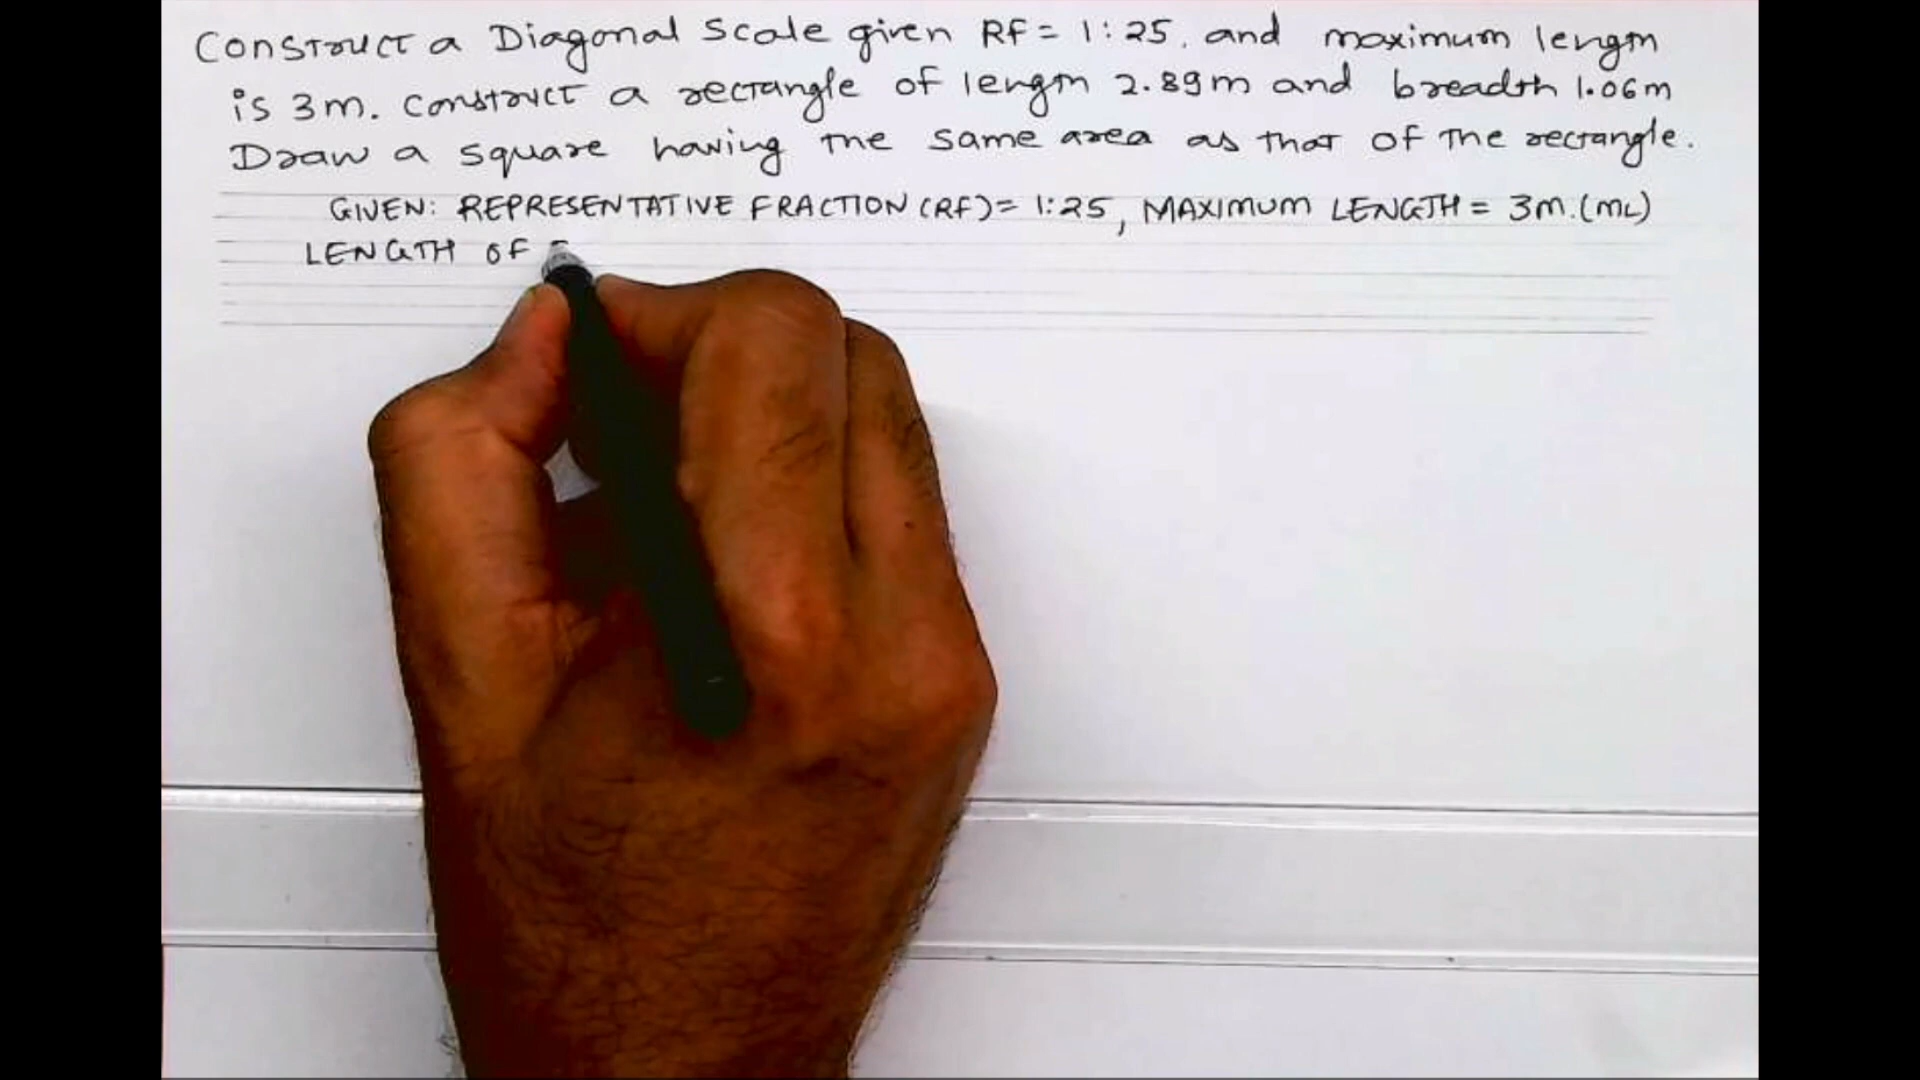 Construct a Diagonal Scale given RF = 1:25, and maximum length
is 3m. Construct a rectangle of length 2.89m and breadth 1.06m
Draw a square having the same area as that of the rectangle.
GIVEN: REPRESENTATIVE FRACTION (RF) = 1:25, MAXIMUM LENGTH = 3m. (ML)
LENGTH OF